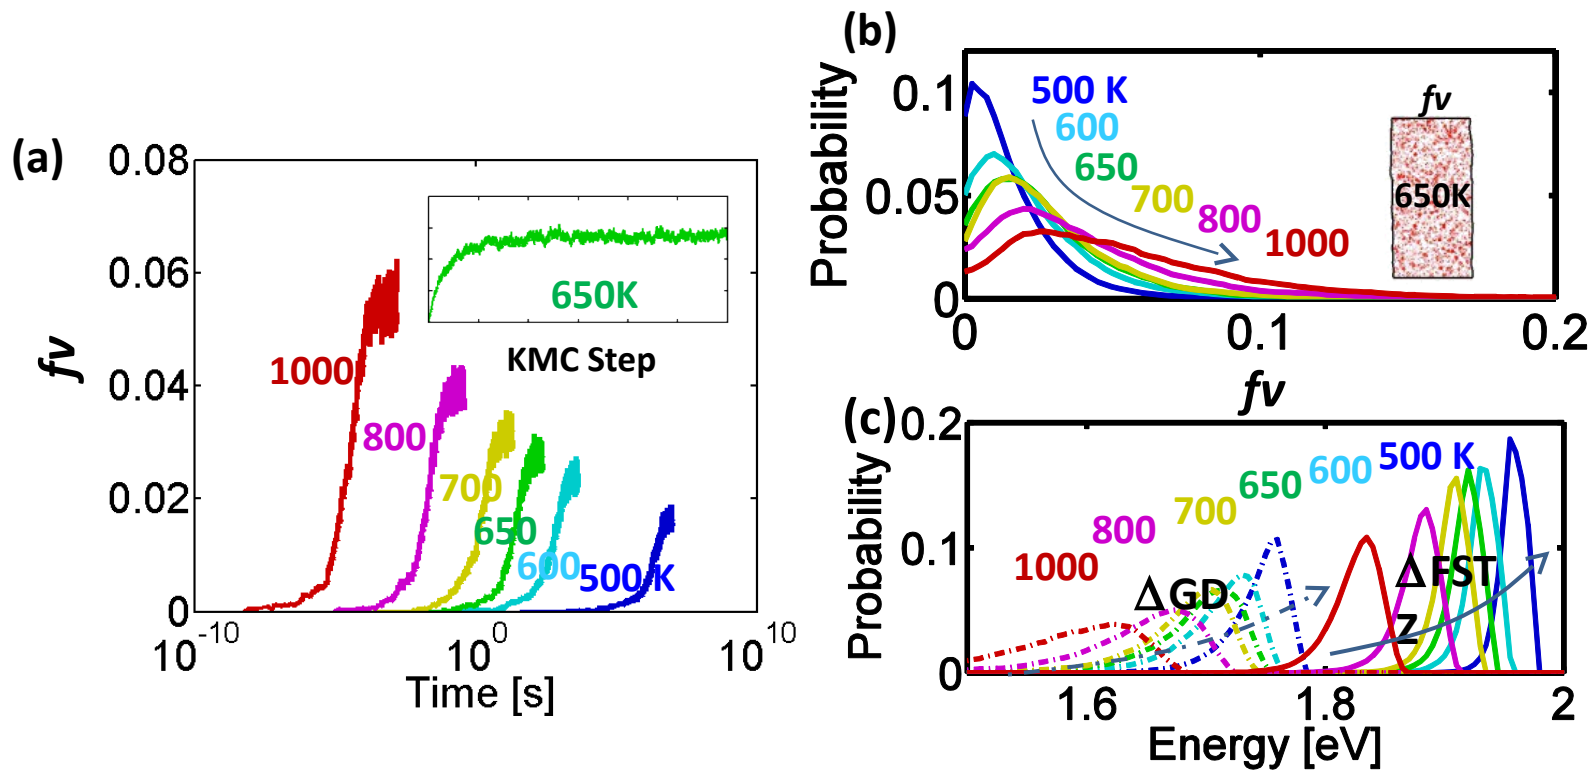 (a)
0.08
0.06
0.04
0.02
0
fv
1000
800
700
650
600
500 K
650K
KMC Step
10-10
100
1010
Time [s]
(b)
Probability
0.1
0.05
0
500 K
600
650
700
800
1000
fv
650K
0
0.1
0.2
fv
(c)
Probability
0.2
0.1
0
1000
800
700
650
600
500 K
ΔGD
ΔFST
Z
1.6
1.8
2
Energy [eV]